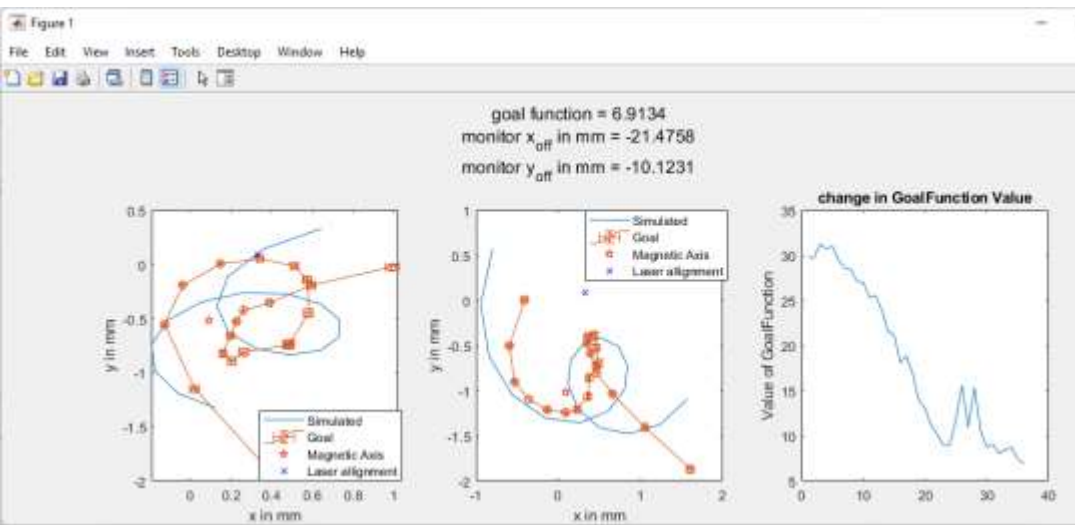 Figure 1
File Edit View Insert Tools Desktop Window Help
goal function = 6.9134
monitor x_off in mm = -21.4758
monitor y_off in mm = -10.1231
change in GoalFunction Value
0.5
0
-0.5
-1
-1.5
-2
y in mm
0 0.2 0.4 0.6 0.8 1
x in mm
Simulated
Goal
Magnetic Axis
Laser allignment
1
0.5
0
-0.5
-1
-1.5
-2
y in mm
-1 0 1 2
x in mm
Simulated
Goal
Magnetic Axis
Laser allignment
35
30
25
20
15
10
5
Value of GoalFunction
0 10 20 30 40